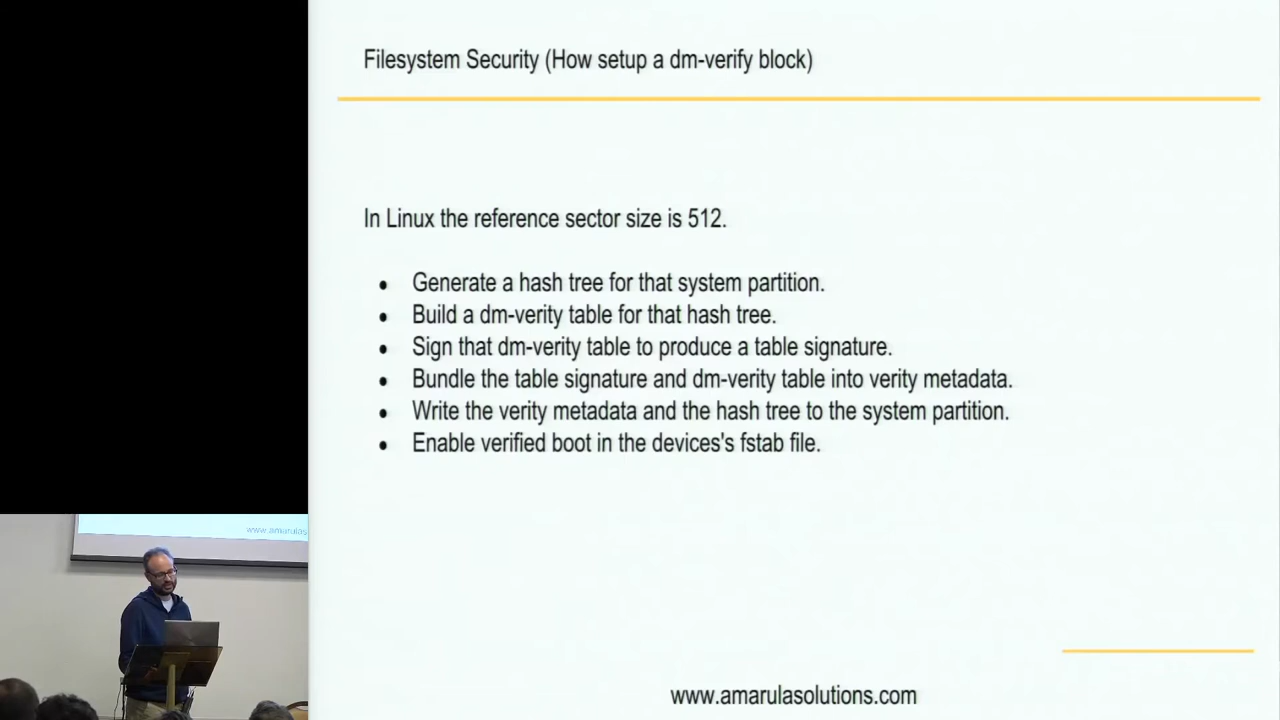 Filesystem Security (How setup a dm-verify block)
In Linux the reference sector size is 512.
• Generate a hash tree for that system partition.
• Build a dm-verity table for that hash tree.
• Sign that dm-verity table to produce a table signature.
• Bundle the table signature and dm-verity table into verity metadata.
• Write the verity metadata and the hash tree to the system partition.
• Enable verified boot in the devices's fstab file.
www.amarulasolutions.com
www.amarulas